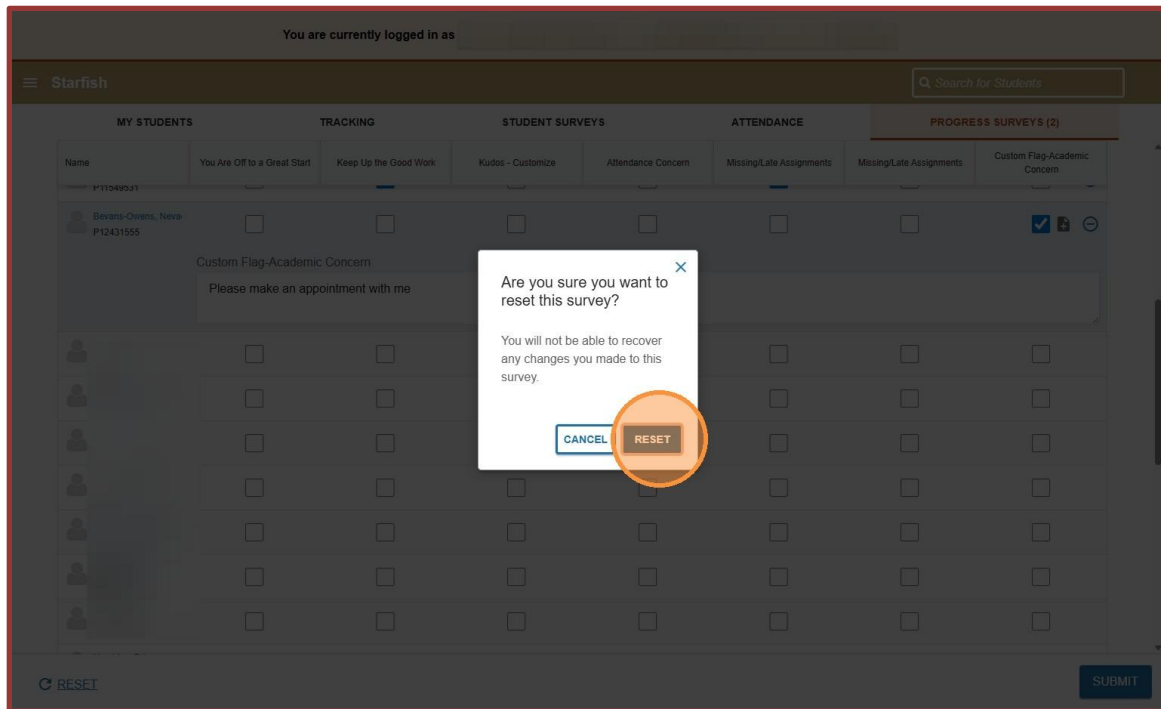 You are currently logged in as
Starfish
Search for Students
MY STUDENTS TRACKING STUDENT SURVEYS ATTENDANCE PROGRESS SURVEYS (2)
Name You Are Off to a Great Start Keep Up the Good Work Kudos - Customize Attendance Concern Missing/Late Assignments Missing/Late Assignments Custom Flag-Academic Concern
P11549531
Bevans-Owens, Neva
P12431555
Custom Flag-Academic Concern
Please make an appointment with me
Are you sure you want to
reset this survey?
You will not be able to recover
any changes you made to this
survey.
CANCEL RESET
RESET
SUBMIT